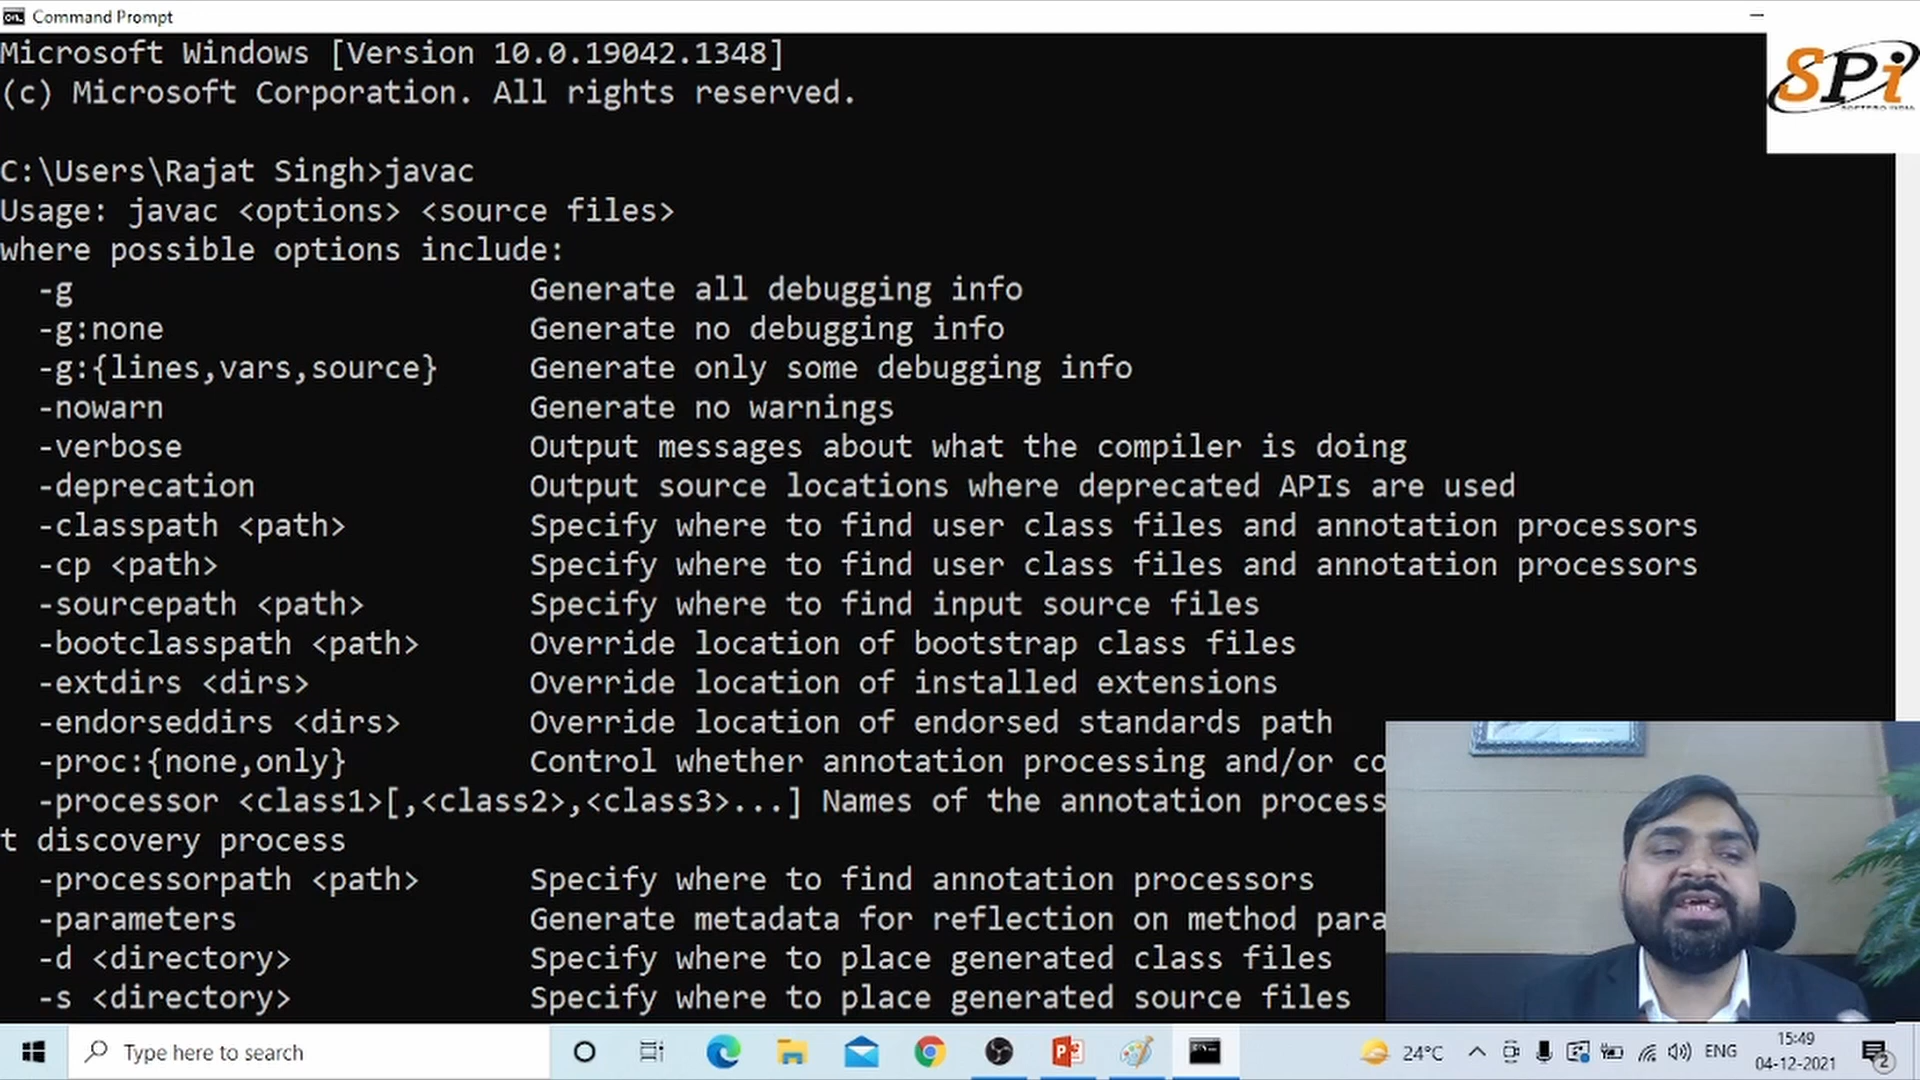 Command Prompt
Microsoft Windows [Version 10.0.19042.1348]
(c) Microsoft Corporation. All rights reserved.
SPi
C:\Users\Rajat Singh>javac
Usage: javac <options> <source files>
where possible options include:
-g Generate all debugging info
-g:none Generate no debugging info
-g:{lines,vars,source} Generate only some debugging info
-nowarn Generate no warnings
-verbose Output messages about what the compiler is doing
-deprecation Output source locations where deprecated APIs are used
-classpath <path> Specify where to find user class files and annotation processors
-cp <path> Specify where to find user class files and annotation processors
-sourcepath <path> Specify where to find input source files
-bootclasspath <path> Override location of bootstrap class files
-extdirs <dirs> Override location of installed extensions
-endorseddirs <dirs> Override location of endorsed standards path
-proc:{none,only} Control whether annotation processing and/or co
-processor <class1>[,<class2>,<class3>...] Names of the annotation process
t discovery process
-processorpath <path> Specify where to find annotation processors
-parameters Generate metadata for reflection on method para
-d <directory> Specify where to place generated class files
-s <directory> Specify where to place generated source files
Type here to search
24°C
ENG
15:49
04-12-2021
2